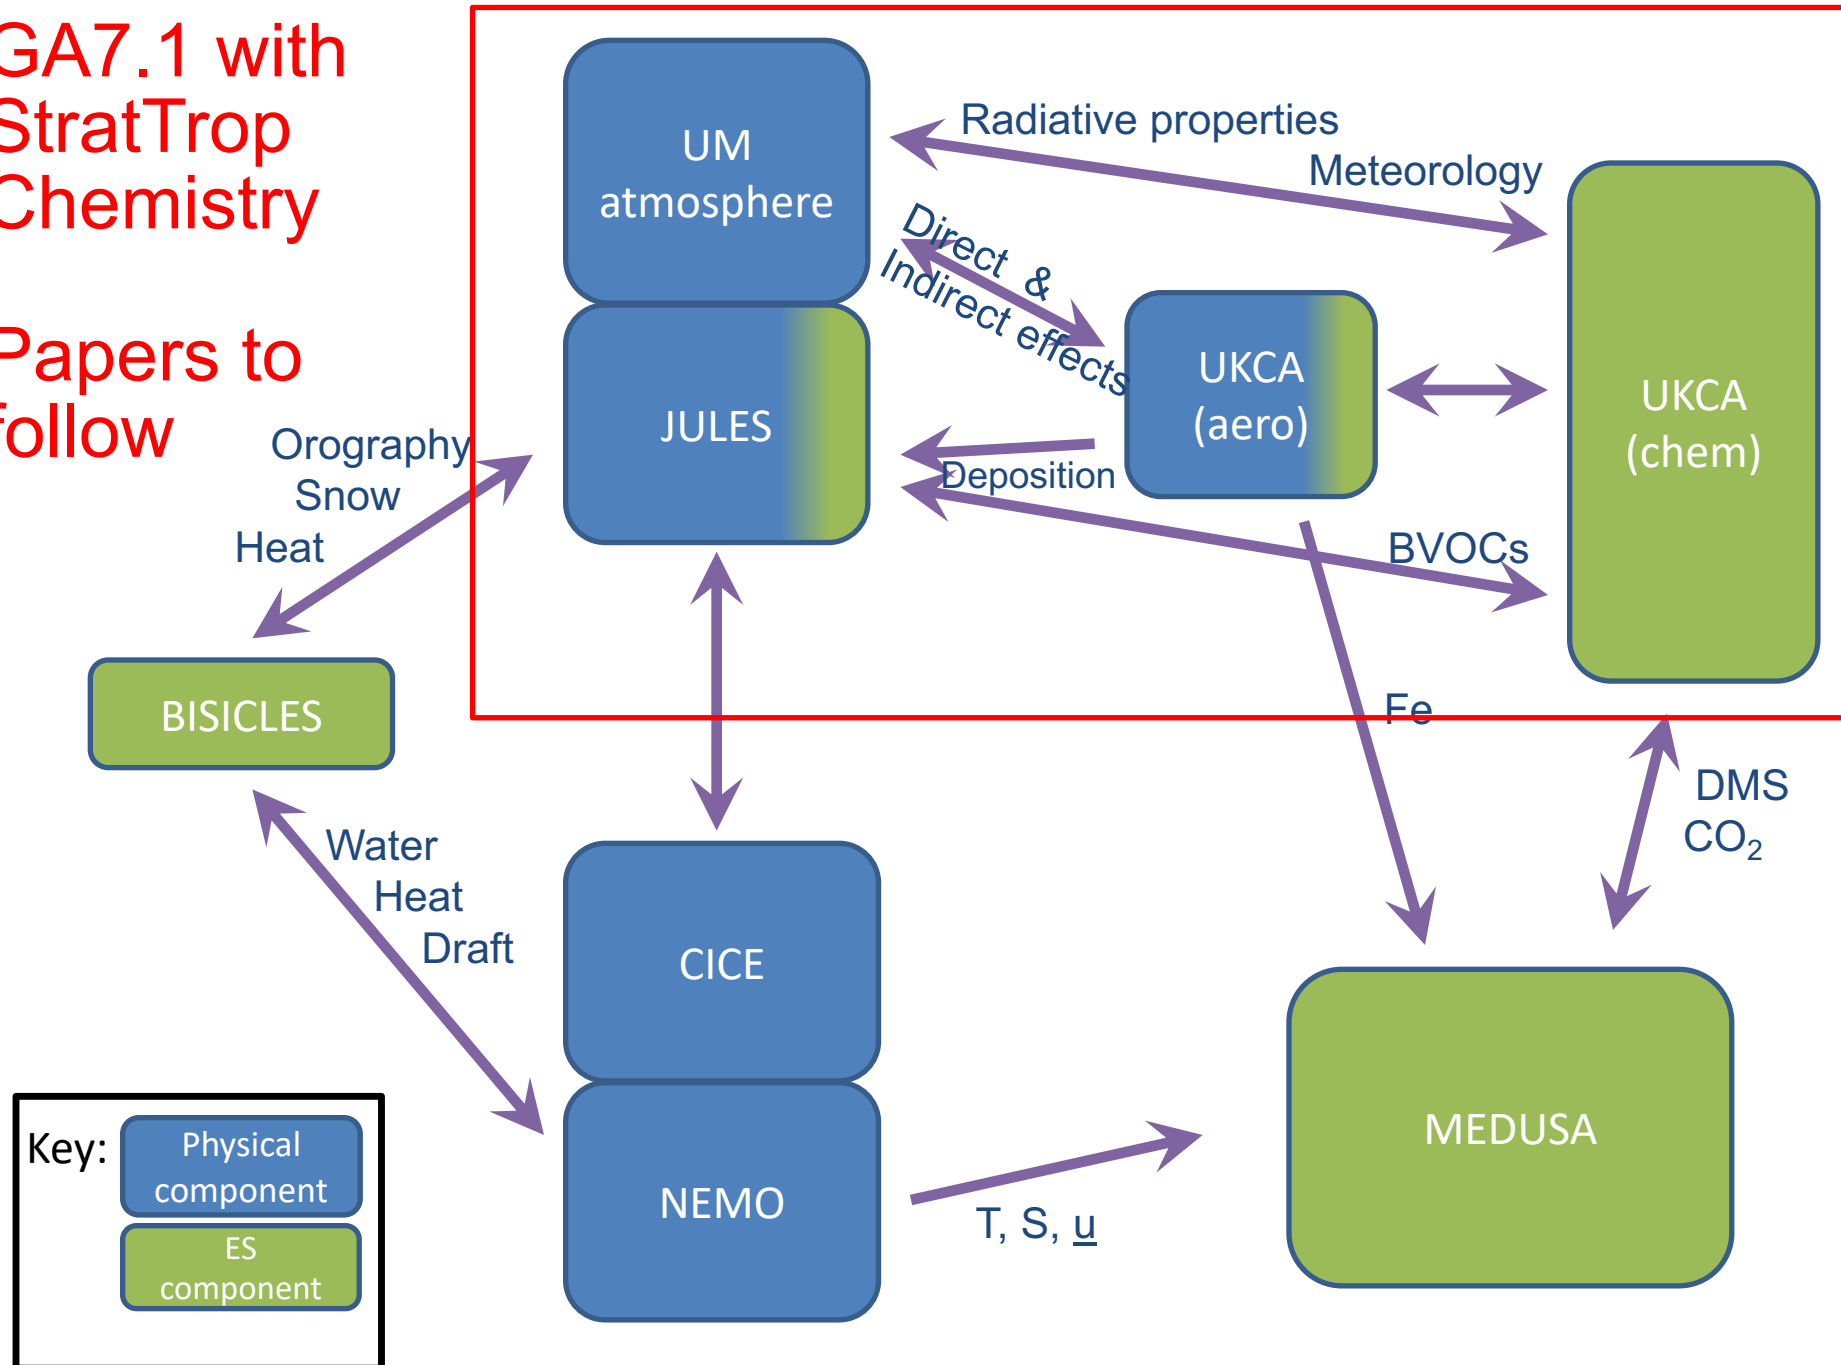 GA7.1 with
StratTrop
Chemistry
Papers to
follow
UM
atmosphere
Radiative properties
Meteorology
Direct &
Indirect effects
JULES
UKCA
(aero)
UKCA
(chem)
Deposition
BVOCs
Orography
Snow
Heat
BISICLES
Fe
DMS
CO₂
Water
Heat
Draft
CICE
NEMO
T, S, u
MEDUSA
Key:
Physical
component
ES
component